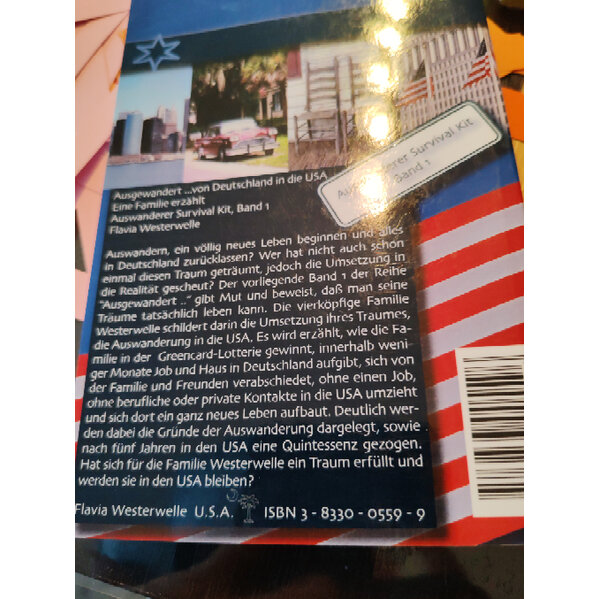 Auswanderer Survival Kit
Band 1
Ausgewandert ...von Deutschland in die USA
Eine Familie erzählt
Auswanderer Survival Kit, Band 1
Flavia Westerwelle
Auswandern, ein völlig neues Leben beginnen und alles
in Deutschland zurücklassen? Wer hat nicht auch schon
einmal diesen Traum geträumt, jedoch die Umsetzung in
die Realität gescheut? Der vorliegende Band 1 der Reihe
"Ausgewandert .." gibt Mut und beweist, daß man seine
Träume tatsächlich leben kann. Die vierköpfige Familie
Westerwelle schildert darin die Umsetzung ihres Traumes,
die Auswanderung in die USA. Es wird erzählt, wie die Fa-
milie in der Greencard-Lotterie gewinnt, innerhalb weni-
ger Monate Job und Haus in Deutschland aufgibt, sich von
der Familie und Freunden verabschiedet, ohne einen Job,
ohne berufliche oder private Kontakte in die USA umzieht
und sich dort ein ganz neues Leben aufbaut. Deutlich wer-
den dabei die Gründe der Auswanderung dargelegt, sowie
nach fünf Jahren in den USA eine Quintessenz gezogen.
Hat sich für die Familie Westerwelle ein Traum erfüllt und
werden sie in den USA bleiben?
Flavia Westerwelle U.S.A. ISBN 3 - 8330 - 0559 - 9